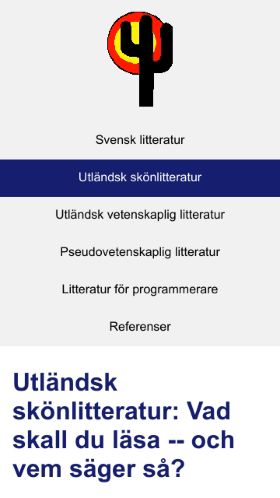 Svensk litteratur
Utländsk skönlitteratur
Utländsk vetenskaplig litteratur
Pseudovetenskaplig litteratur
Litteratur för programmerare
Referenser
Utländsk
skönlitteratur: Vad
skall du läsa -- och
vem säger så?